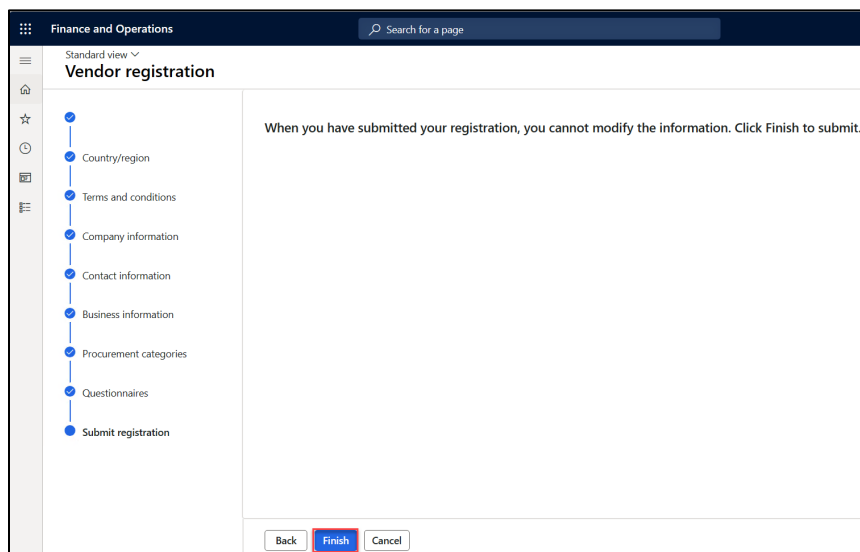 Finance and Operations
Search for a page
Standard view
Vendor registration
When you have submitted your registration, you cannot modify the information. Click Finish to submit.
Country/region
Terms and conditions
Company information
Contact information
Business information
Procurement categories
Questionnaires
Submit registration
Back
Finish
Cancel